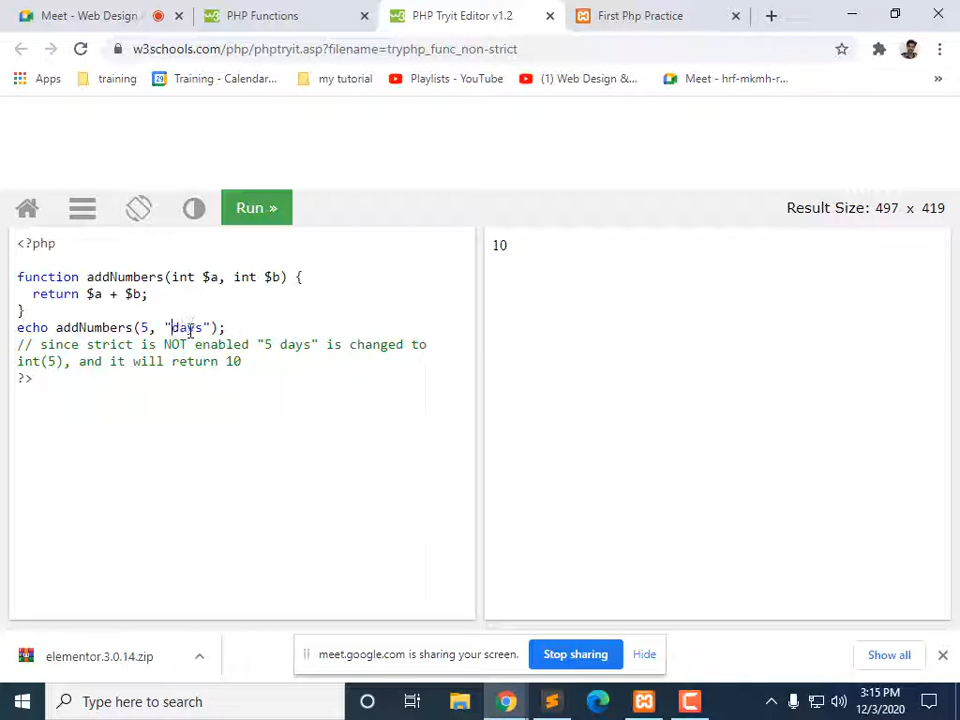 Meet - Web Design
PHP Functions
PHP Tryit Editor v1.2
First Php Practice
w3schools.com/php/phptryit.asp?filename=tryphp_func_non-strict
Apps
training
Training - Calendar...
my tutorial
Playlists - YouTube
(1) Web Design &...
Meet - hrf-mkmh-r...
»
Run »
Result Size: 497 x 419
<?php
function addNumbers(int $a, int $b) {
return $a + $b;
}
echo addNumbers(5, "days");
// since strict is NOT enabled "5 days" is changed to
int(5), and it will return 10
?>
10
elementor.3.0.14.zip
meet.google.com is sharing your screen.
Stop sharing
Hide
Show all
Type here to search
3:15 PM
12/3/2020